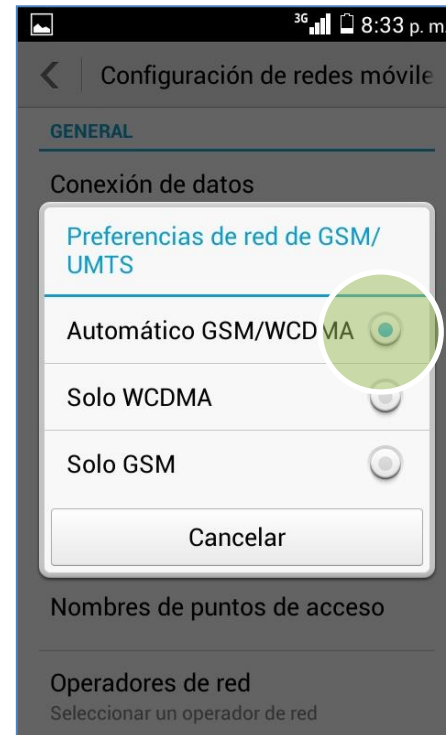 3G 8:33 p. m.
Configuración de redes móvile
GENERAL
Conexión de datos
Preferencias de red de GSM/
UMTS
Automático GSM/WCDMA
Solo WCDMA
Solo GSM
Cancelar
Nombres de puntos de acceso
Operadores de red
Seleccionar un operador de red